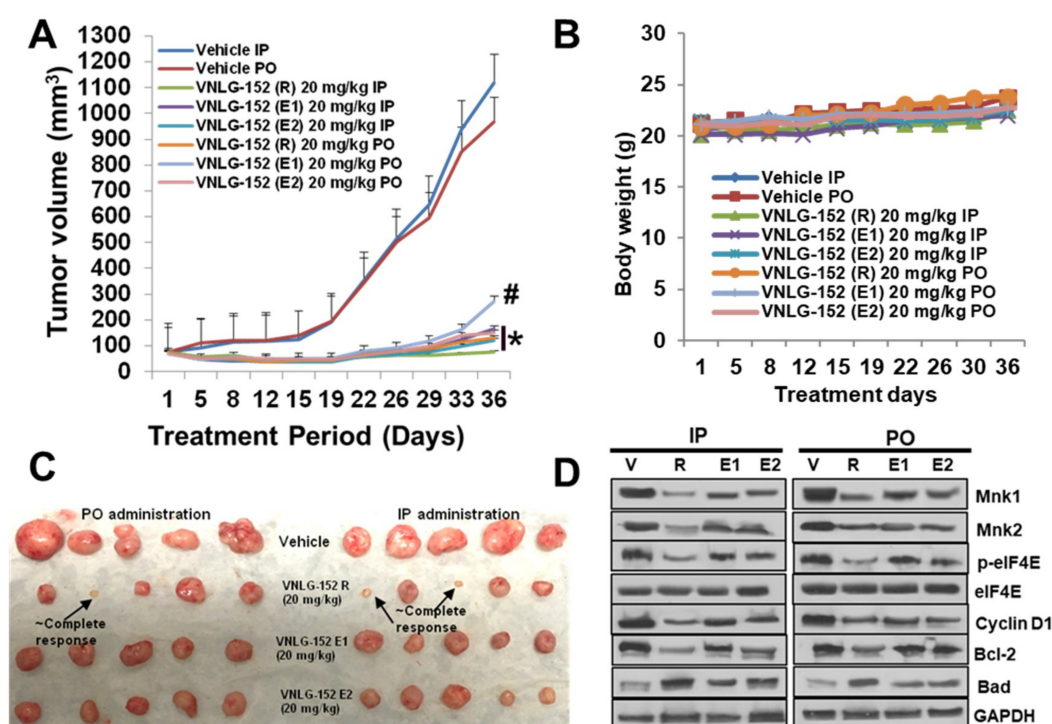 A
1300
1200
1100
1000
900
800
700
600
500
400
300
200
100
0
Tumor volume (mm³)
Vehicle IP
Vehicle PO
VNLG-152 (R) 20 mg/kg IP
VNLG-152 (E1) 20 mg/kg IP
VNLG-152 (E2) 20 mg/kg IP
VNLG-152 (R) 20 mg/kg PO
VNLG-152 (E1) 20 mg/kg PO
VNLG-152 (E2) 20 mg/kg PO
#
*
1 5 8 12 15 19 22 26 29 33 36
Treatment Period (Days)
B
30
25
20
15
10
5
0
Body weight (g)
Vehicle IP
Vehicle PO
VNLG-152 (R) 20 mg/kg IP
VNLG-152 (E1) 20 mg/kg IP
VNLG-152 (E2) 20 mg/kg IP
VNLG-152 (R) 20 mg/kg PO
VNLG-152 (E1) 20 mg/kg PO
VNLG-152 (E2) 20 mg/kg PO
1 5 8 12 15 19 22 26 30 36
Treatment days
C
PO administration
IP administration
Vehicle
VNLG-152 R
(20 mg/kg)
~Complete
response
~Complete
response
VNLG-152 E1
(20 mg/kg)
VNLG-152 E2
(20 mg/kg)
D
IP PO
V R E1 E2 V R E1 E2
Mnk1
Mnk2
p-eIF4E
eIF4E
Cyclin D1
Bcl-2
Bad
GAPDH